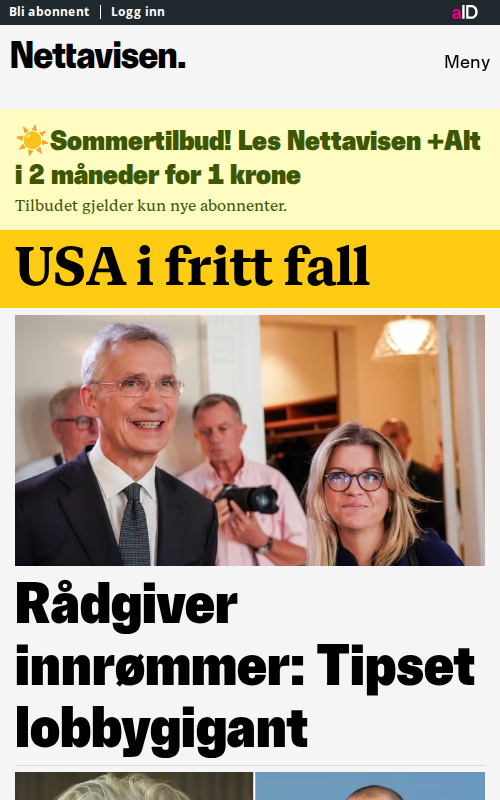 Bli abonnent | Logg inn
aID
Nettavisen.
Meny
☀️Sommertilbud! Les Nettavisen +Alt
i 2 måneder for 1 krone
Tilbudet gjelder kun nye abonnenter.
USA i fritt fall
Rådgiver
innrømmer: Tipset
lobbygigant